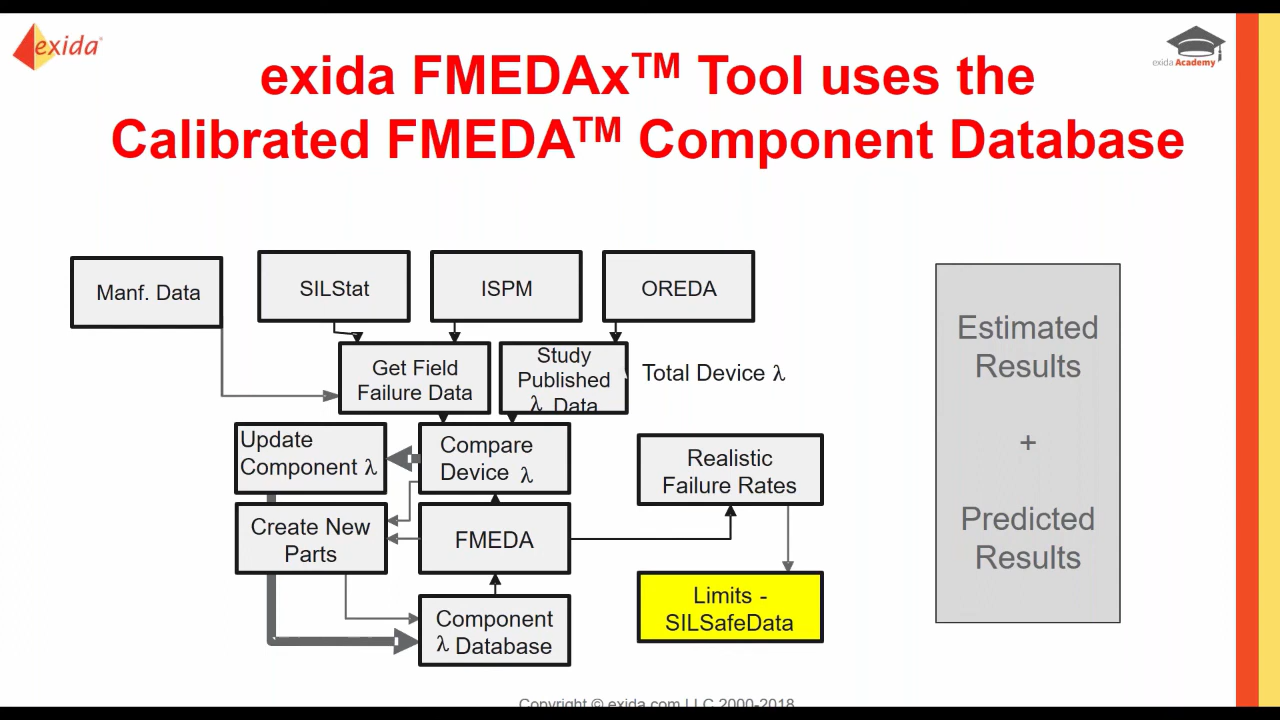 exida®
exida Academy
exida FMEDAx™ Tool uses the
Calibrated FMEDA™ Component Database
Manf. Data
SILStat
ISPM
OREDA
Get Field
Failure Data
Study
Published
λ Data
Total Device λ
Update
Component λ
Compare
Device λ
Realistic
Failure Rates
Create New
Parts
FMEDA
Limits -
SILSafeData
Component
λ Database
Estimated
Results
+
Predicted
Results
Copyright © exida.com LLC 2000-2018